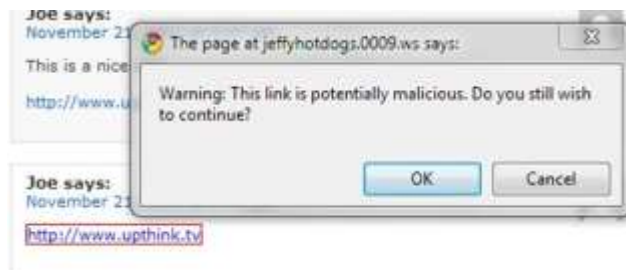 Joe says:
November 21
The page at jeffyhotdogs.0009.ws says:
This is a nice
Warning: This link is potentially malicious. Do you still wish
to continue?
http://www.u
OK Cancel
Joe says:
November 21
http://www.upthink.tv